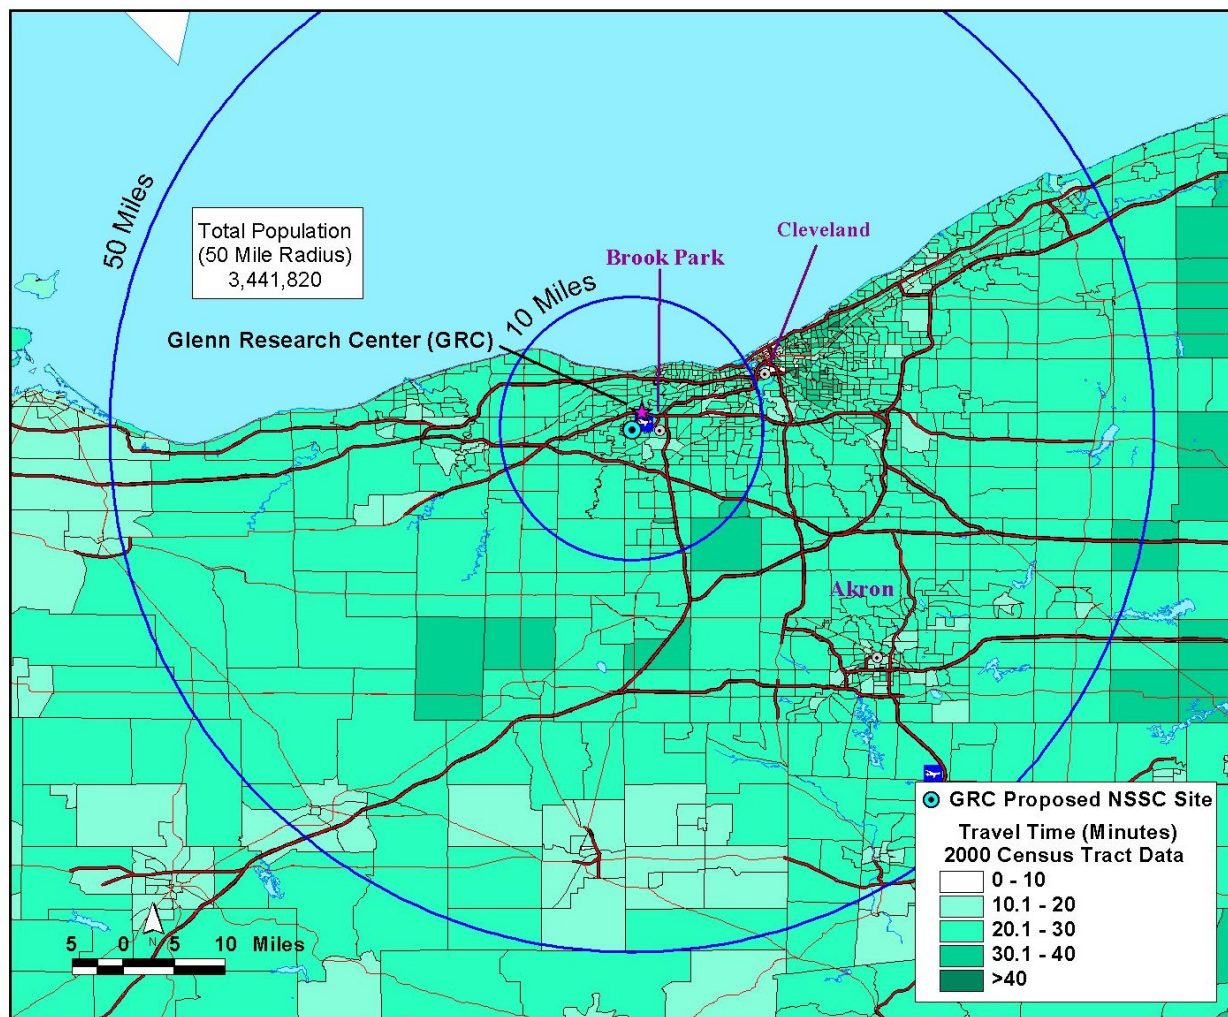 50 Miles
Total Population
(50 Mile Radius)
3,441,820
Cleveland
Brook Park
10 Miles
Glenn Research Center (GRC)
Akron
GRC Proposed NSSC Site
Travel Time (Minutes)
2000 Census Tract Data
0 - 10
10.1 - 20
20.1 - 30
30.1 - 40
>40
N
5 0 5 10 Miles